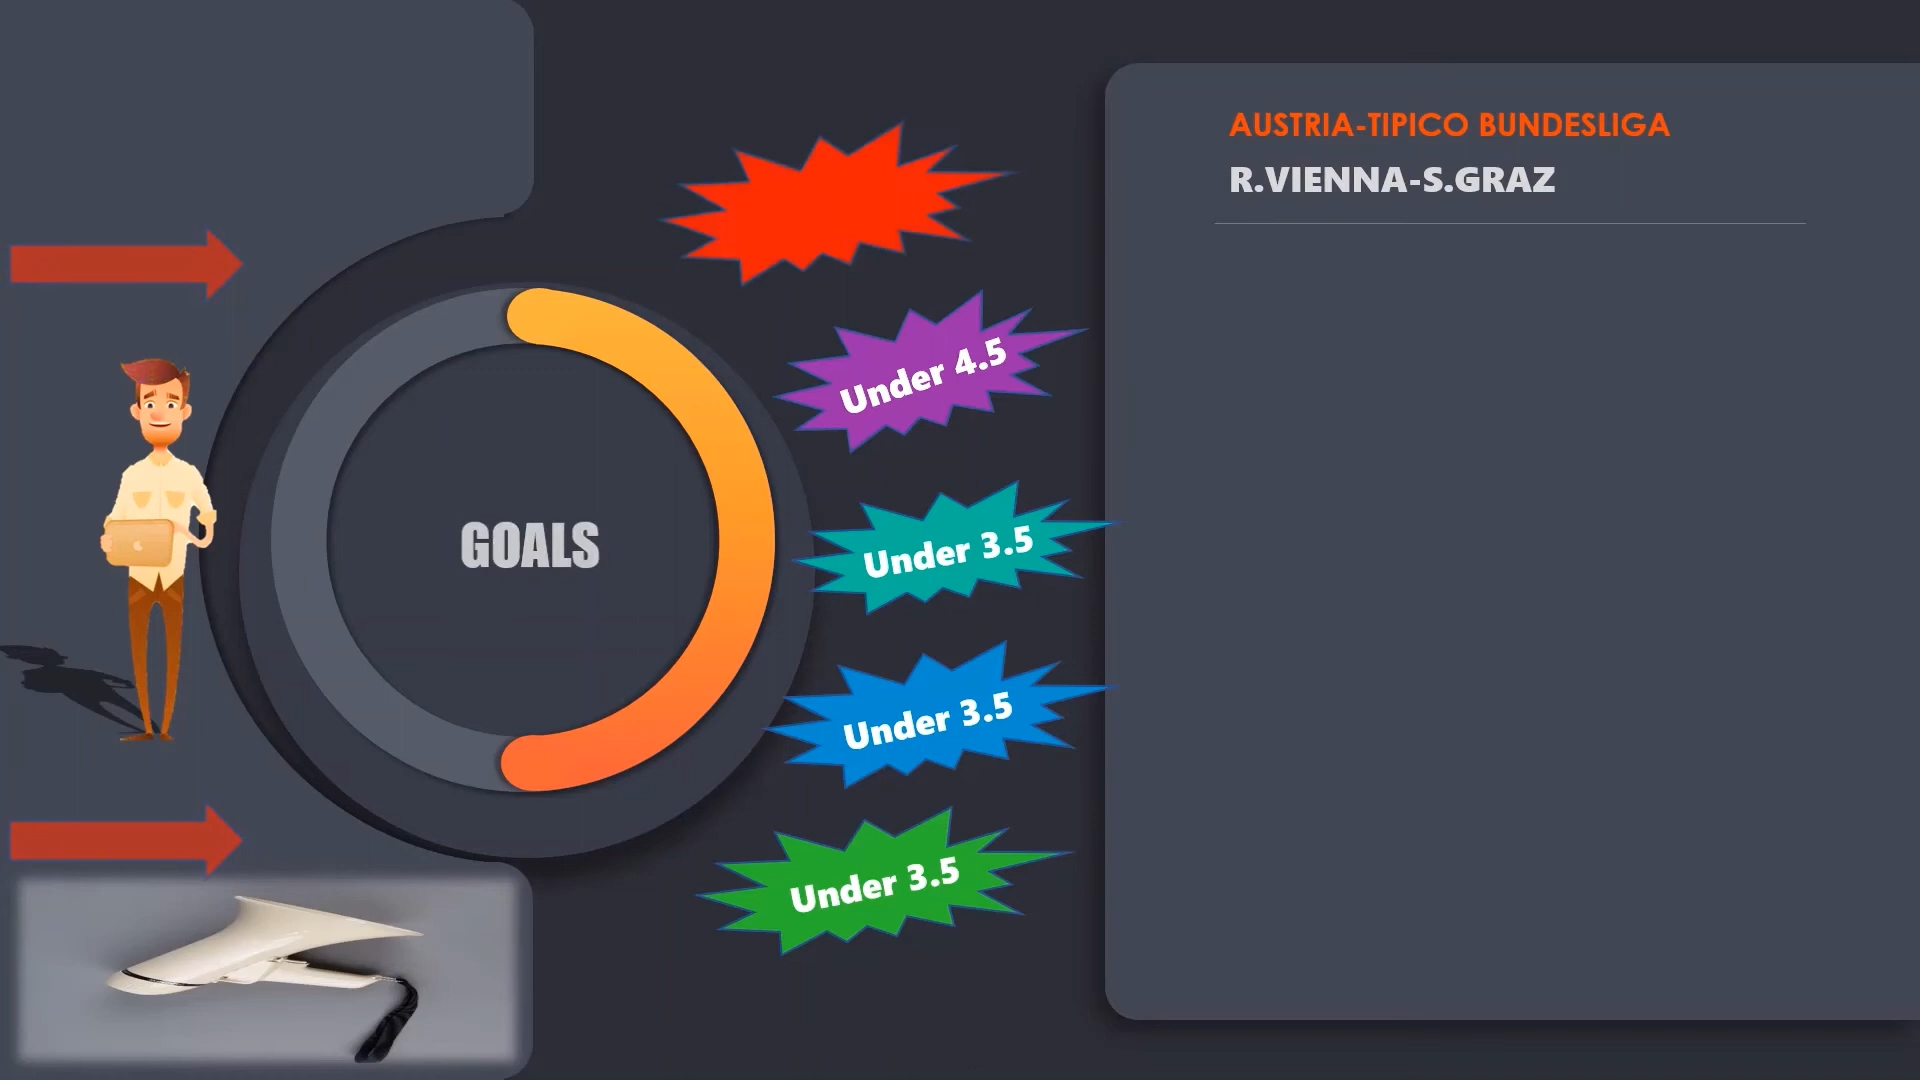 AUSTRIA-TIPICO BUNDESLIGA
R.VIENNA-S.GRAZ
GOALS
Under 4.5
Under 3.5
Under 3.5
Under 3.5